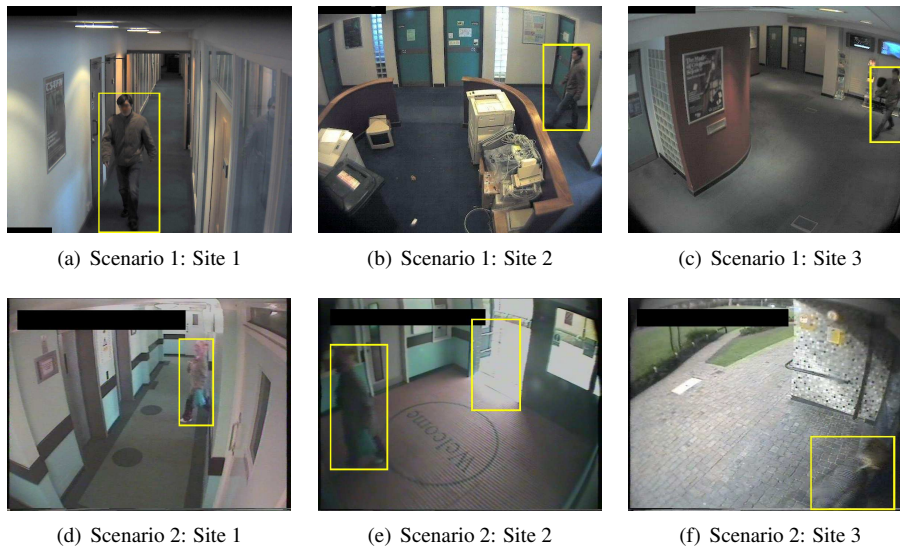 (a) Scenario 1: Site 1
(b) Scenario 1: Site 2
(c) Scenario 1: Site 3
Welcome
(d) Scenario 2: Site 1
(e) Scenario 2: Site 2
(f) Scenario 2: Site 3